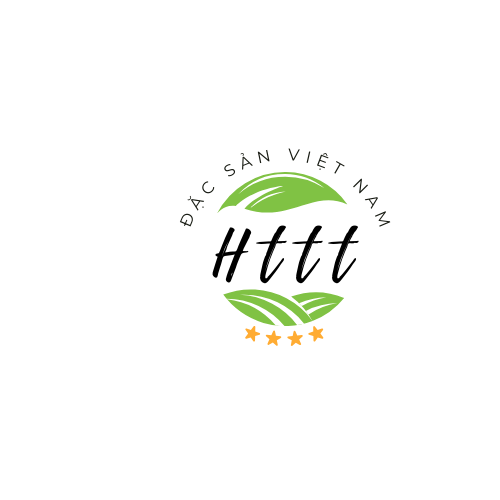 ĐẶC SẢN VIỆT NAM
Httt